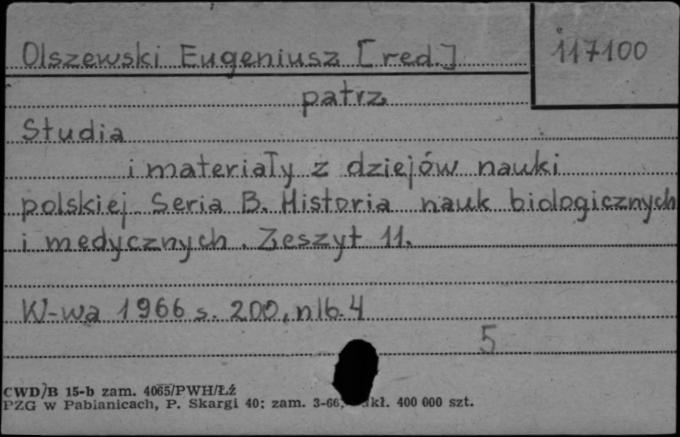 Olszewski Eugeniusz [red.]
117100
patrz
Studia
i materiały z dziejów nauki
polskiej. Seria B. Historia nauk biologicznych
i medycznych. Zeszyt 11.
W-wa 1966 s. 200, nlb. 4
5
CWD/B 15-b zam. 4065/PWH/Łź
PZG w Pabianicach, P. Skargi 40; zam. 3-66, kł. 400 000 szt.